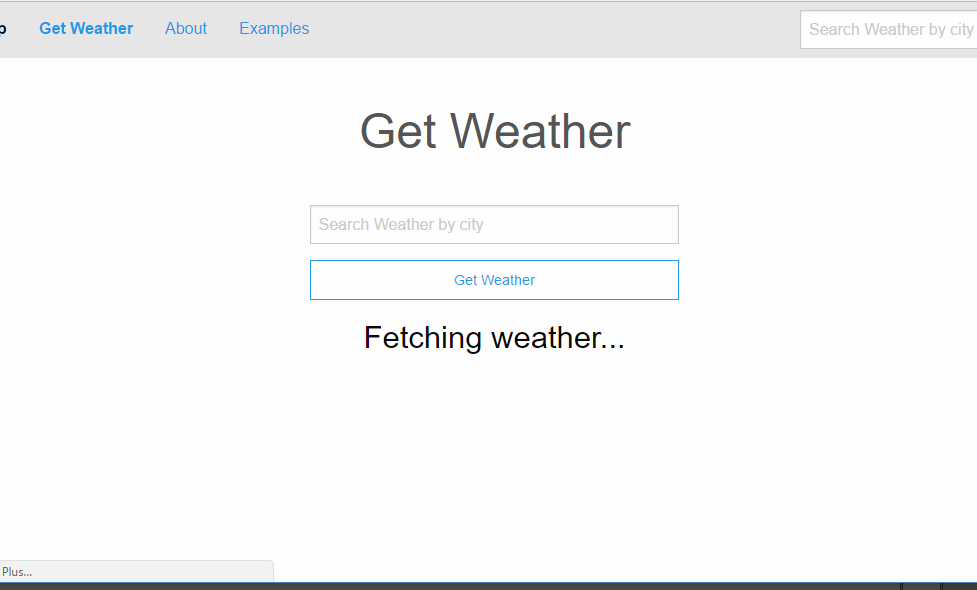 p Get Weather About Examples Search Weather by city
Get Weather
Search Weather by city
Get Weather
Fetching weather...
Plus...